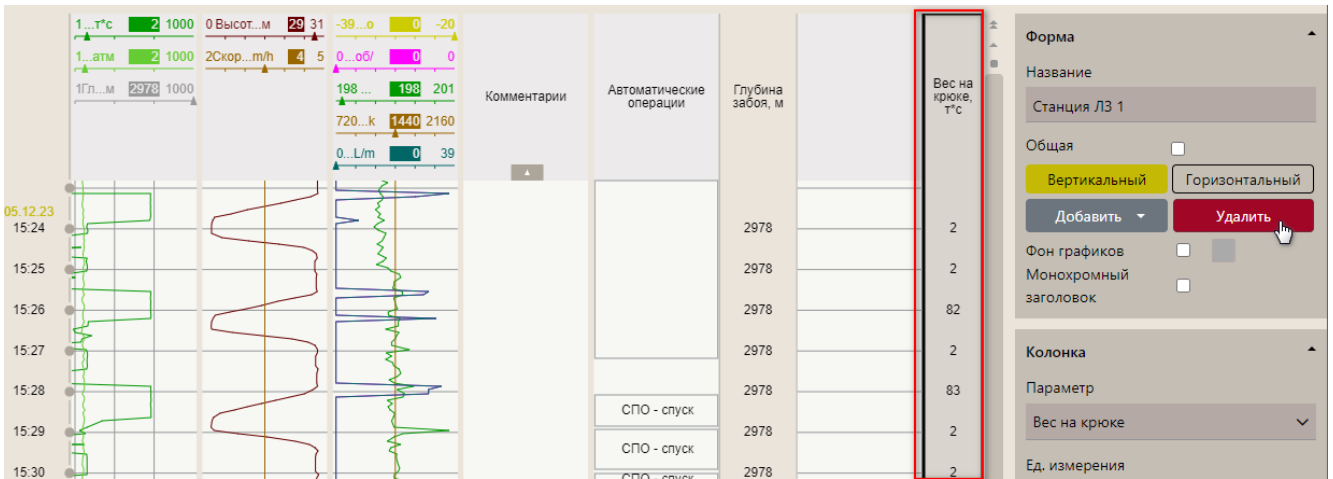 1...т*с 2 1000
1...атм 2 1000
1Гл...м 2978 1000
0 Высот...м 29 31
2Скор...m/h 4 5
-39...о 0 -20
0...об/ 0 0
198 ... 198 201
720...k 1440 2160
0...L/m 0 39
Комментарии
Автоматические
операции
Глубина
забоя, м
Вес на
крюке,
т*с
05.12.23
15:24 2978 2
15:25 2978 2
15:26 2978 82
15:27 2978 2
15:28 2978 83
СПО - спуск
15:29 2978 2
СПО - спуск
15:30 2978 2
СПО - спуск
Форма
Название
Станция ЛЗ 1
Общая
Вертикальный Горизонтальный
Добавить Удалить
Фон графиков
Монохромный
заголовок
Колонка
Параметр
Вес на крюке
Ед. измерения